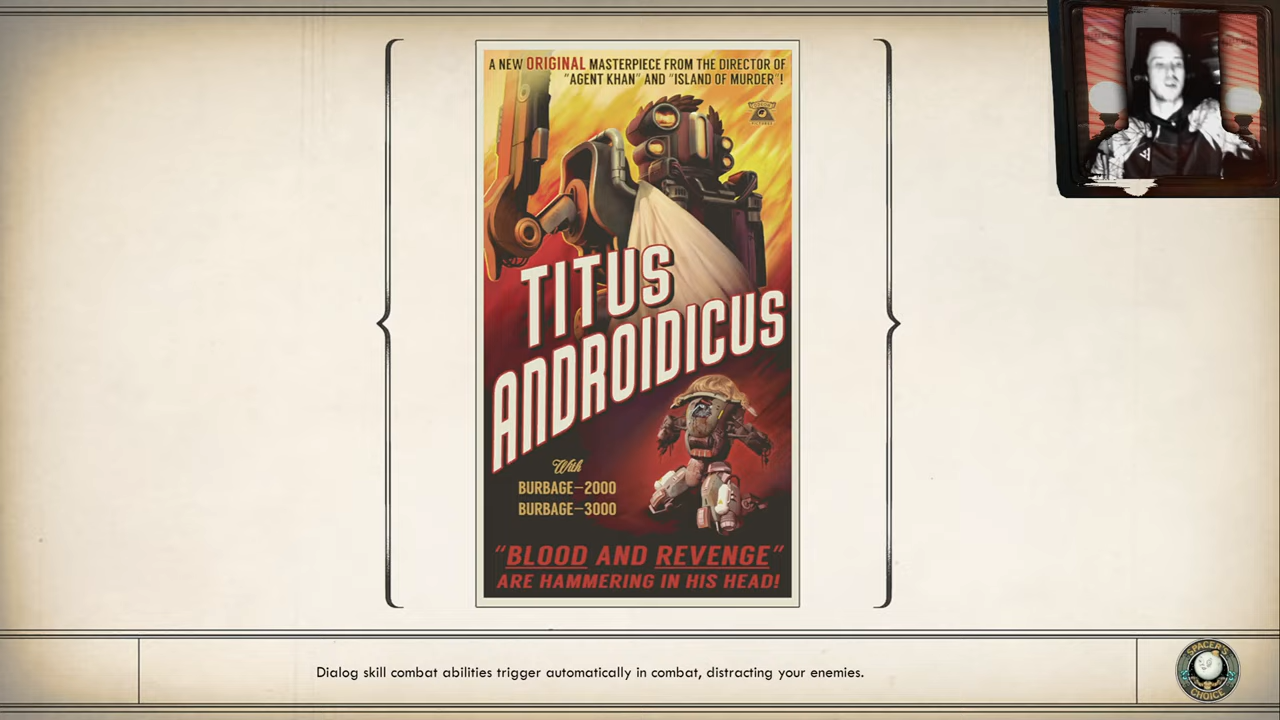 A NEW ORIGINAL MASTERPIECE FROM THE DIRECTOR OF
"AGENT KHAN" AND "ISLAND OF MURDER"!
TITUS
ANDROIDICUS
With
BURBAGE–2000
BURBAGE–3000
"BLOOD AND REVENGE"
ARE HAMMERING IN HIS HEAD!
Dialog skill combat abilities trigger automatically in combat, distracting your enemies.
SPACER'S
CHOICE